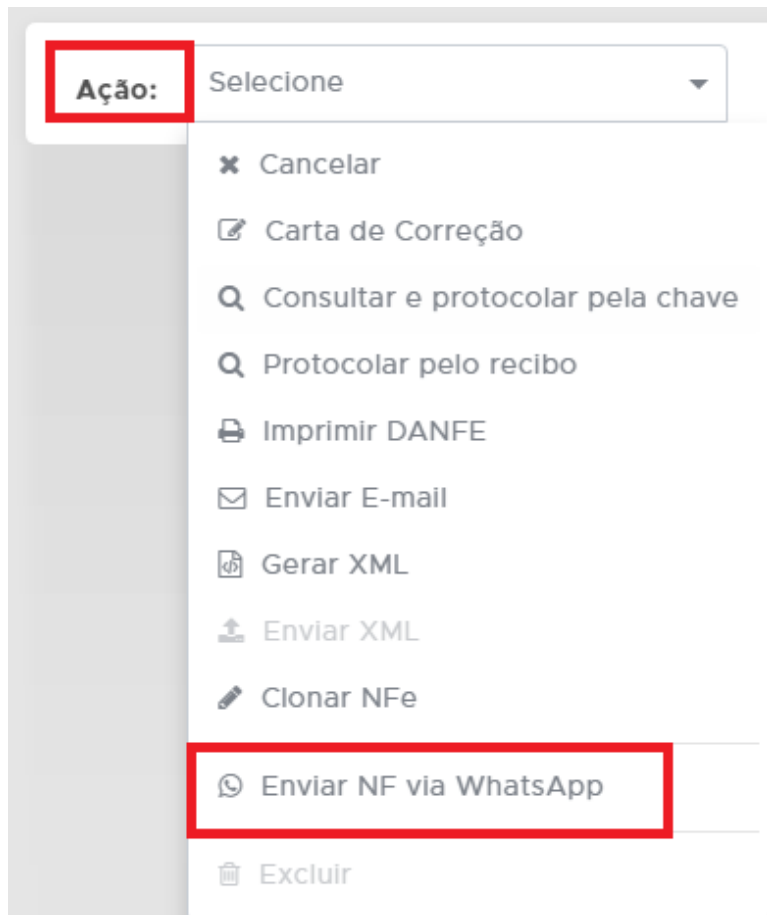 Ação: Selecione
Cancelar
Carta de Correção
Consultar e protocolar pela chave
Protocolar pelo recibo
Imprimir DANFE
Enviar E-mail
Gerar XML
Enviar XML
Clonar NFe
Enviar NF via WhatsApp
Excluir